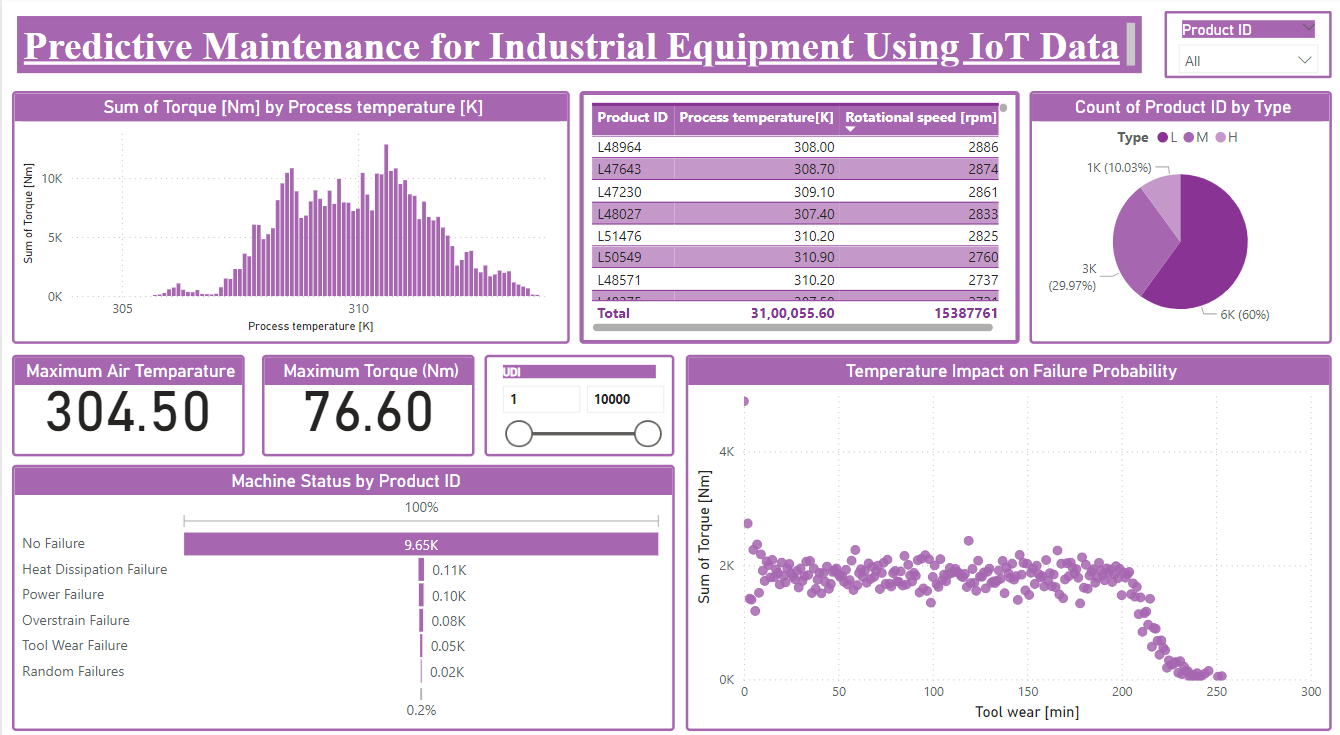 Predictive Maintenance for Industrial Equipment Using IoT Data
Product ID
All
Sum of Torque [Nm] by Process temperature [K]
Sum of Torque [Nm]
10K
5K
0K
305
310
Process temperature [K]
Product ID Process temperature[K] Rotational speed [rpm]
L48964 308.00 2886
L47643 308.70 2874
L47230 309.10 2861
L48027 307.40 2833
L51476 310.20 2825
L50549 310.90 2760
L48571 310.20 2737
Total 31,00,055.60 15387761
Count of Product ID by Type
Type L M H
1K (10.03%)
3K
(29.97%)
6K (60%)
Maximum Air Temparature
304.50
Maximum Torque (Nm)
76.60
UDI
1
10000
Machine Status by Product ID
100%
No Failure 9.65K
Heat Dissipation Failure 0.11K
Power Failure 0.10K
Overstrain Failure 0.08K
Tool Wear Failure 0.05K
Random Failures 0.02K
0.2%
Temperature Impact on Failure Probability
Sum of Torque [Nm]
4K
2K
0K
0 50 100 150 200 250 300
Tool wear [min]